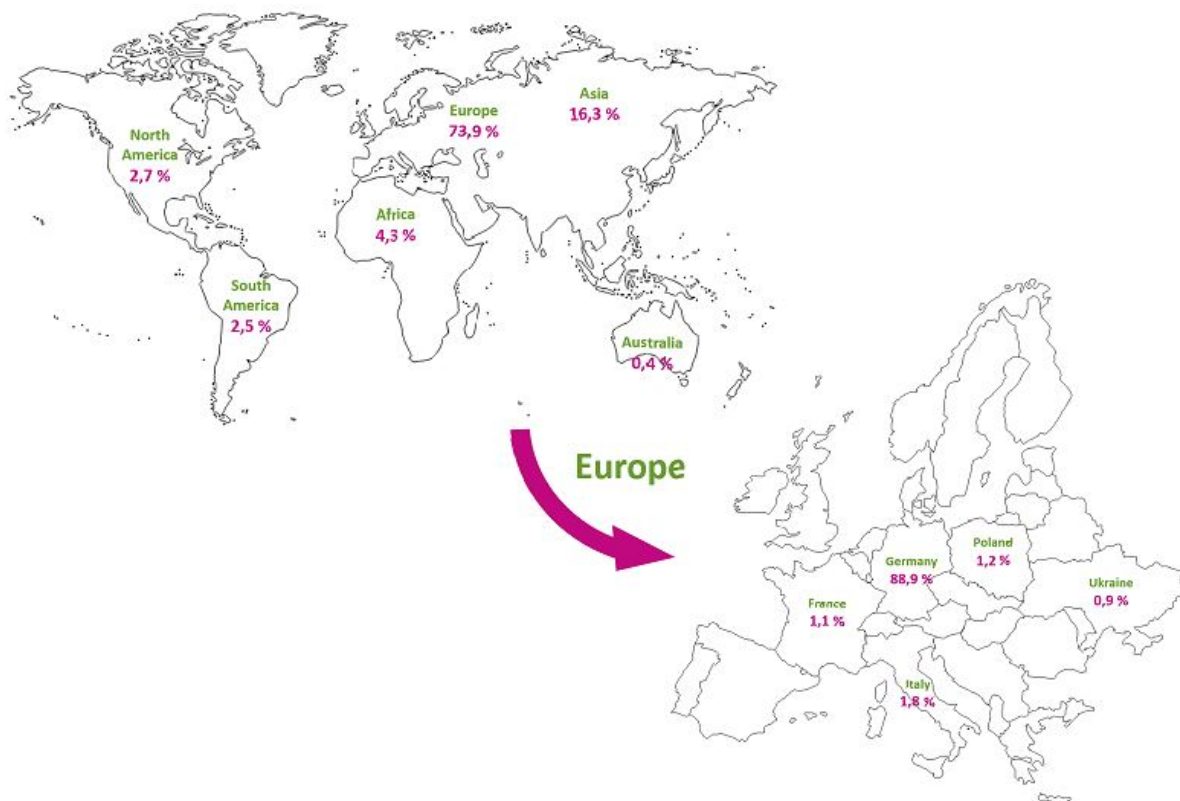 Asia
16,3 %
Europe
73,9 %
North
America
2,7 %
Africa
4,3 %
South
America
2,5 %
Australia
0,4 %
Europe
Poland
1,2 %
Germany
88,9 %
Ukraine
0,9 %
France
1,1 %
Italy
1,8 %